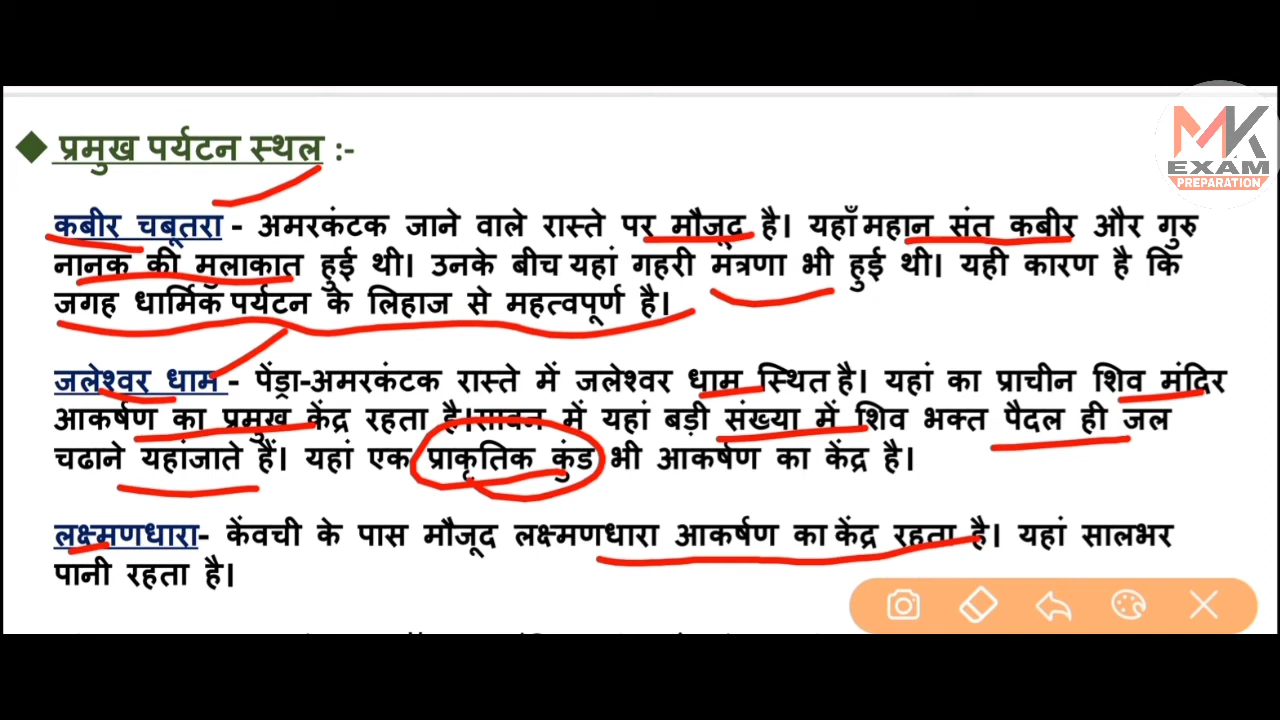 MK
EXAM
PREPARATION
प्रमुख पर्यटन स्थल :-
कबीर चबूतरा - अमरकंटक जाने वाले रास्ते पर मौजूद है। यहाँ महान संत कबीर और गुरु
नानक की मुलाकात हुई थी। उनके बीच यहां गहरी मंत्रणा भी हुई थी। यही कारण है कि
जगह धार्मिक पर्यटन के लिहाज से महत्वपूर्ण है।
जलेश्वर धाम - पेंड्रा-अमरकंटक रास्ते में जलेश्वर धाम स्थित है। यहां का प्राचीन शिव मंदिर
आकर्षण का प्रमुख केंद्र रहता है।सावन में यहां बड़ी संख्या में शिव भक्त पैदल ही जल
चढाने यहांजाते हैं। यहां एक प्राकृतिक कुंड भी आकर्षण का केंद्र है।
लक्ष्मणधारा- केंवची के पास मौजूद लक्ष्मणधारा आकर्षण का केंद्र रहता है। यहां सालभर
पानी रहता है।